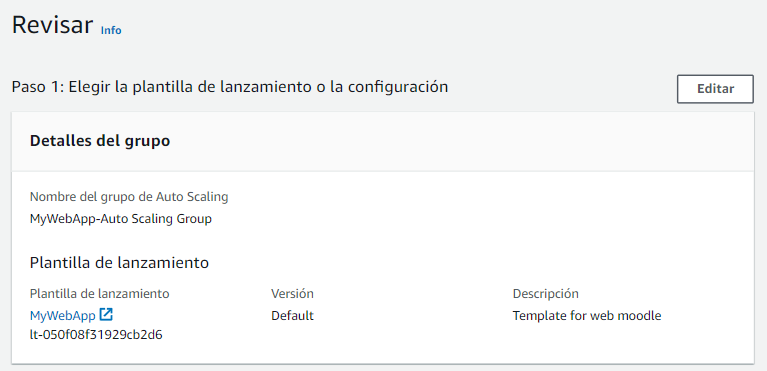 Revisar Info
Paso 1: Elegir la plantilla de lanzamiento o la configuración Editar
Detalles del grupo
Nombre del grupo de Auto Scaling
MyWebApp-Auto Scaling Group
Plantilla de lanzamiento
Plantilla de lanzamiento Versión Descripción
MyWebApp Default Template for web moodle
lt-050f08f31929cb2d6